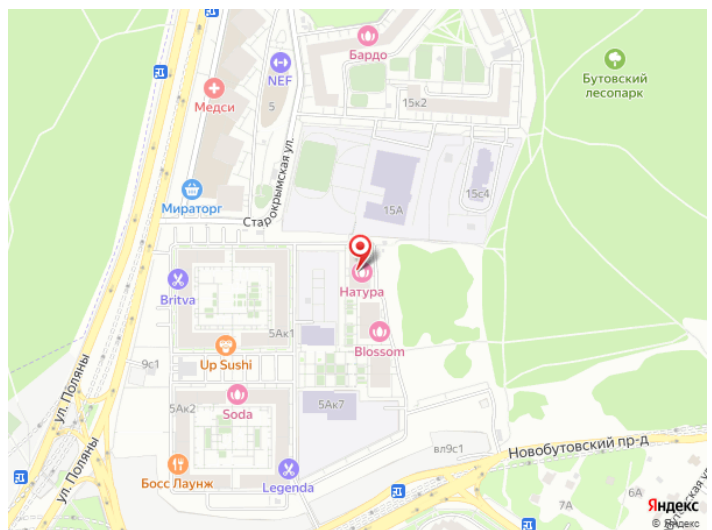 Бардо
NEF
Бутовский
лесопарк
Медси
5
15к2
Мираторг
Старокрымская ул.
15А
15с4
Britva
Натура
5Ак1
Up Sushi
Blossom
9с1
ул. Поляны
Soda
5Ак2
5Ак7
вл9с1
Новобутовский пр-д
ул. Поляны
Босс Лаунж
Legenda
7А
6А
Яндекс
© Яндекс